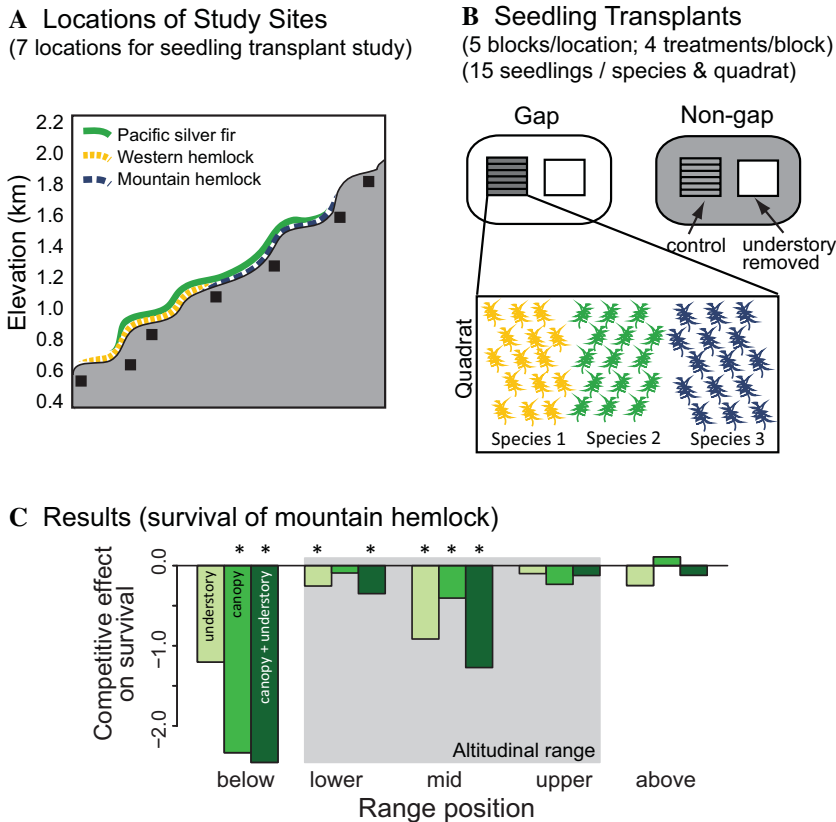 A Locations of Study Sites
(7 locations for seedling transplant study)
Elevation (km)
2.2
2.0
1.8
1.6
1.4
1.2
1.0
0.8
0.6
0.4
Pacific silver fir
Western hemlock
Mountain hemlock
B Seedling Transplants
(5 blocks/location; 4 treatments/block)
(15 seedlings / species & quadrat)
Gap
Non-gap
control
understory
removed
Quadrat
Species 1
Species 2
Species 3
C Results (survival of mountain hemlock)
Competitive effect
on survival
0.0
−1.0
−2.0
* * * * * * *
understory
canopy
canopy + understory
Altitudinal range
below
lower
mid
upper
above
Range position